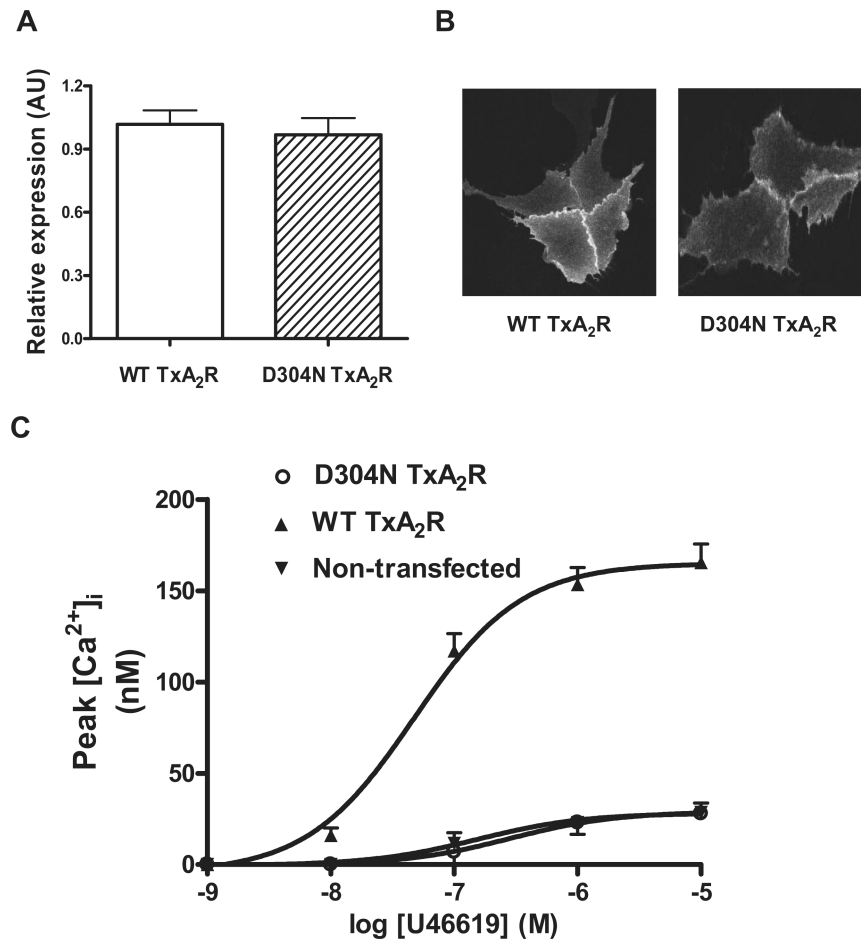 A
Relative expression (AU)
1.2
0.9
0.6
0.3
0.0
WT TxA₂R
D304N TxA₂R
B
WT TxA₂R
D304N TxA₂R
C
D304N TxA₂R
WT TxA₂R
Non-transfected
Peak [Ca²⁺]ᵢ
(nM)
200
150
100
50
0
-9
-8
-7
-6
-5
log [U46619] (M)